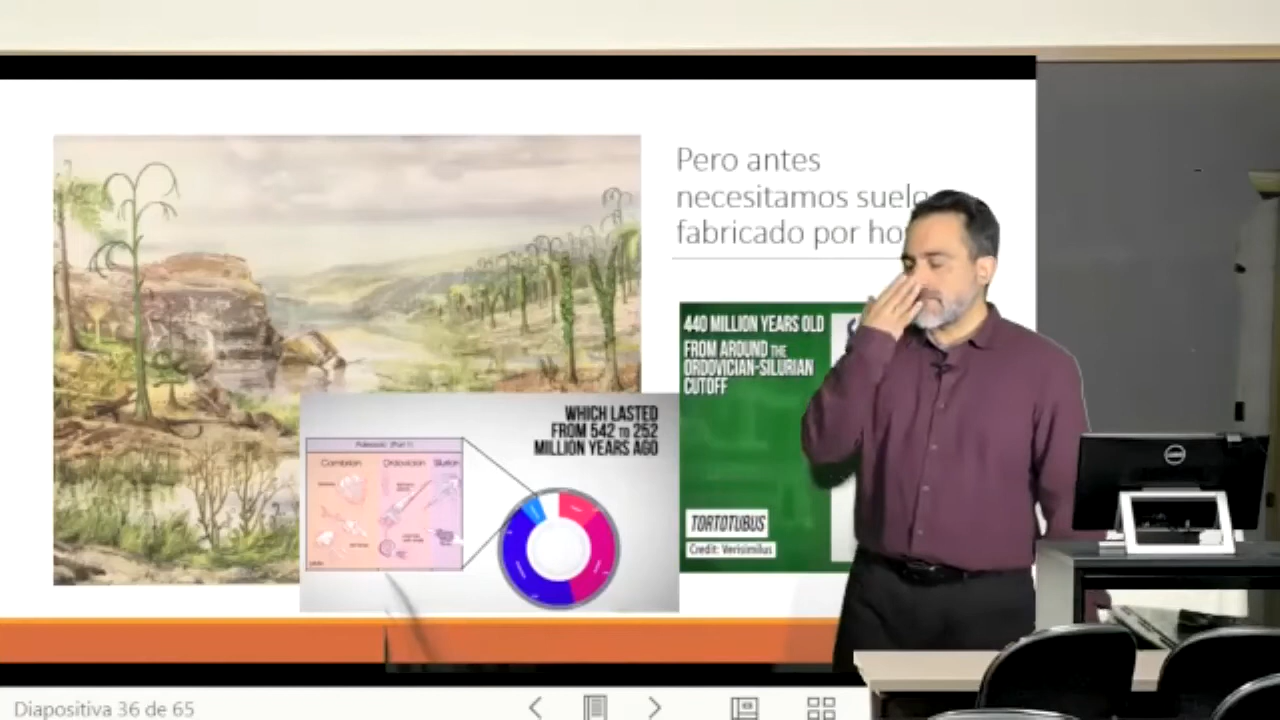 Pero antes
necesitamos suelo
fabricado por ho
440 MILLION YEARS OLD
FROM AROUND THE
ORDOVICIAN-SILURIAN
CUTOFF
TORTOTUBUS
Credit: Verisimilus
WHICH LASTED
FROM 542 TO 252
MILLION YEARS AGO
Paleozoic (Part 1)
Cambrian Ordovician Silurian
DELL
Diapositiva 36 de 65